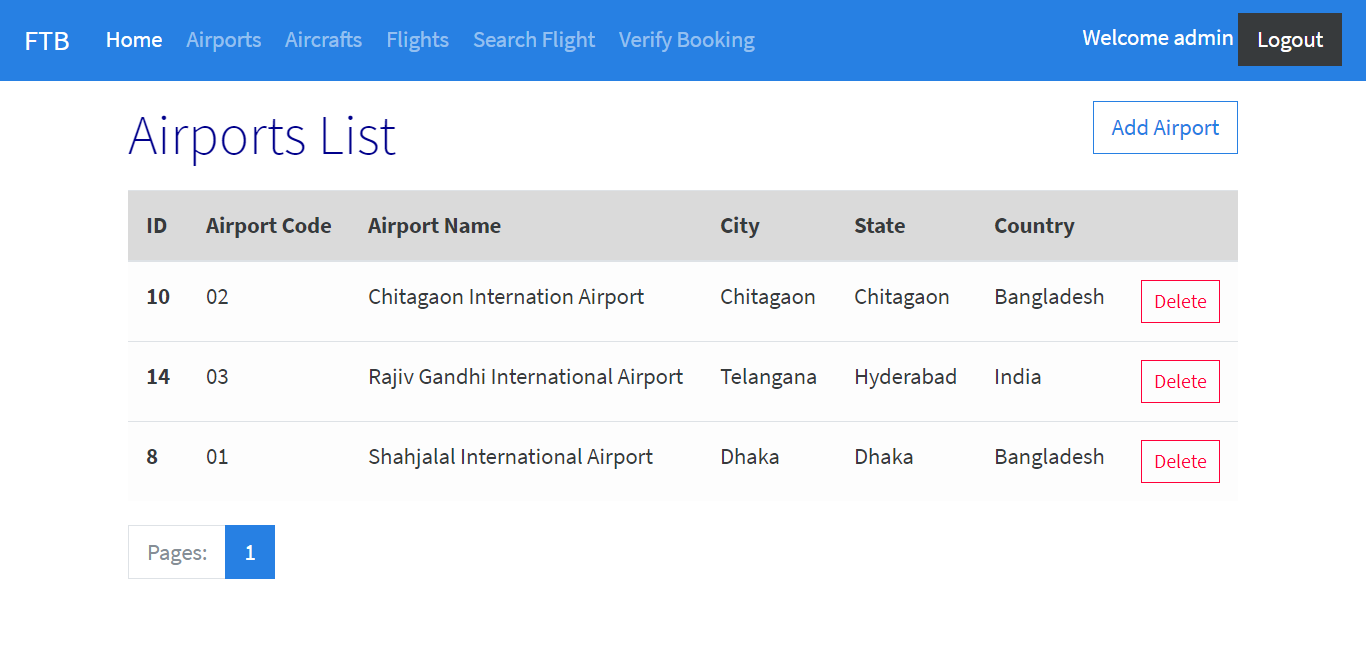 FTB Home Airports Aircrafts Flights Search Flight Verify Booking Welcome admin Logout
Airports List Add Airport
ID Airport Code Airport Name City State Country
10 02 Chitagaon Internation Airport Chitagaon Chitagaon Bangladesh Delete
14 03 Rajiv Gandhi International Airport Telangana Hyderabad India Delete
8 01 Shahjalal International Airport Dhaka Dhaka Bangladesh Delete
Pages: 1